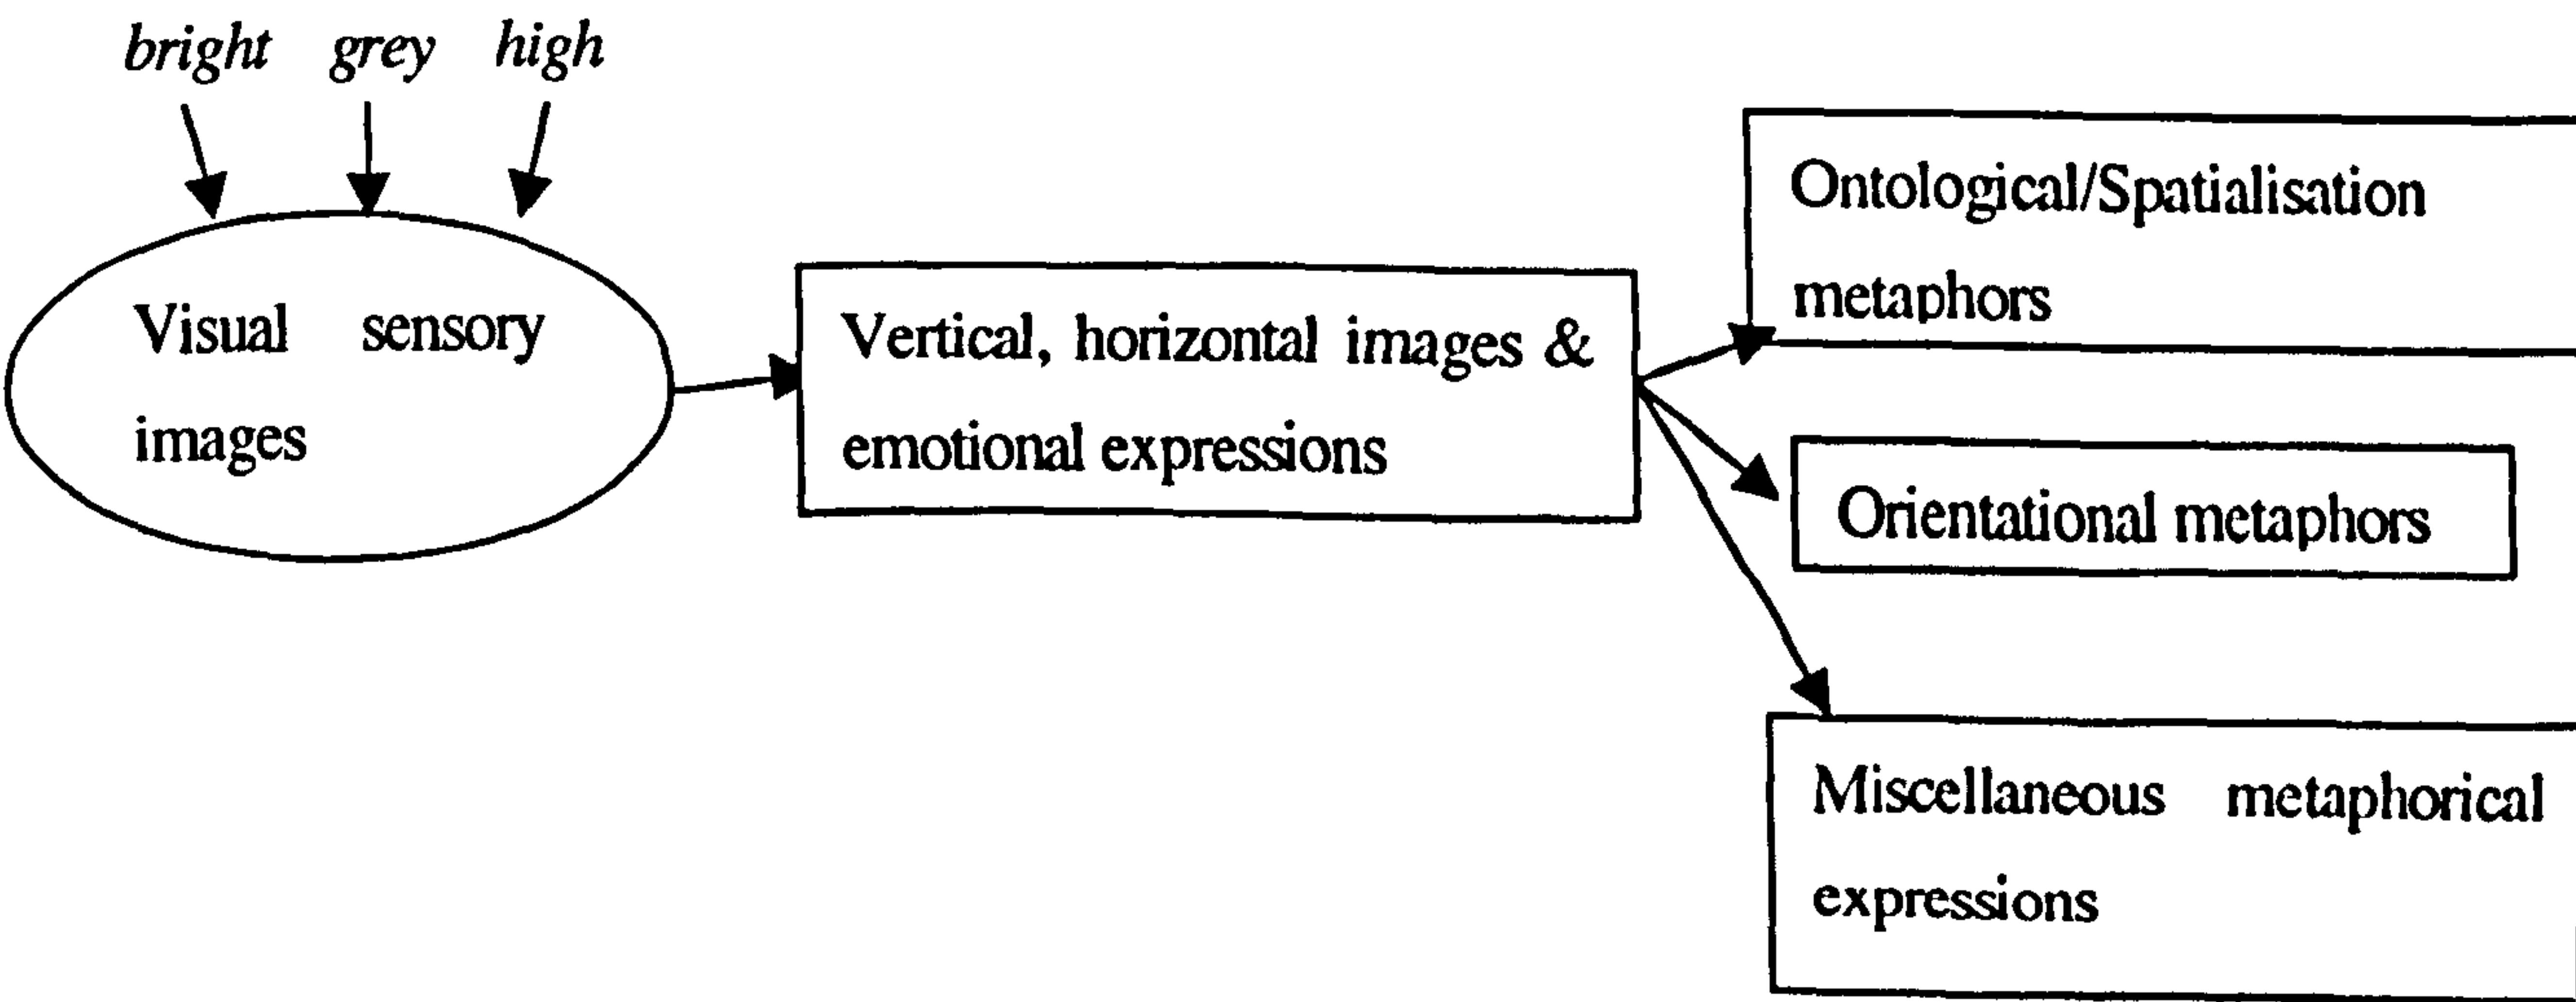 bright grey high
Visual sensory
images
Vertical, horizontal images &
emotional expressions
Ontological/Spatialisation
metaphors
Orientational metaphors
Miscellaneous metaphorical
expressions